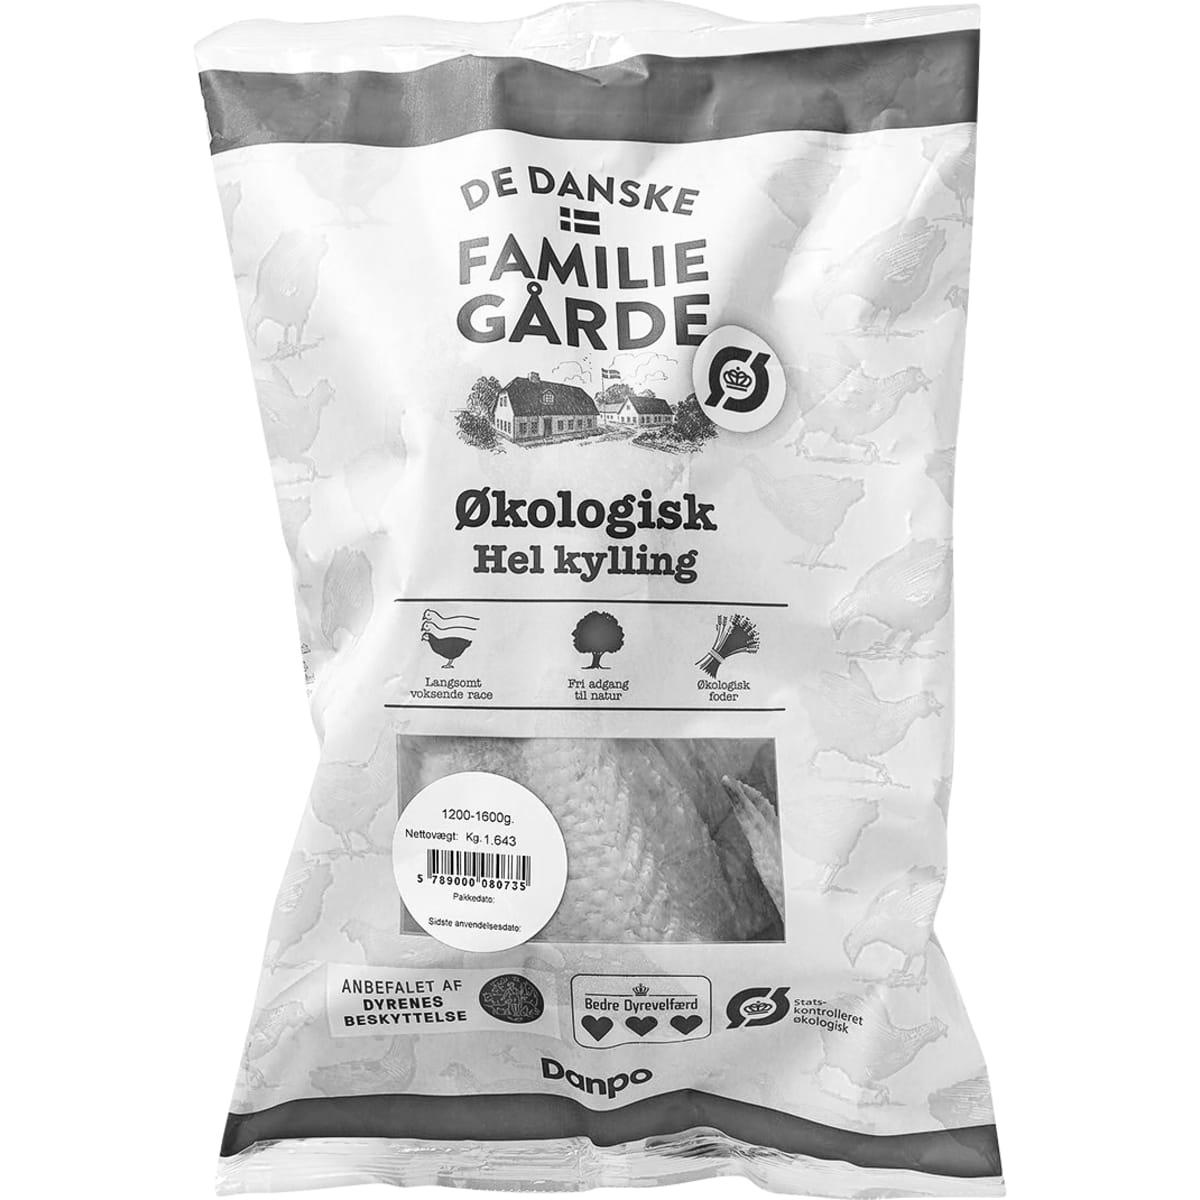 DE DANSKE
FAMILIE
GÅRDE
Økologisk
Hel kylling
Langsomt
voksende race
Fri adgang
til natur
Økologisk
foder
1200-1600g.
Nettovægt: Kg. 1.643
5 789000 080735
Pakkedato:
Sidste anvendelsesdato:
ANBEFALET AF
DYRENES
BESKYTTELSE
Bedre Dyrevelfærd
Stats-
kontrolleret
økologisk
Danpo